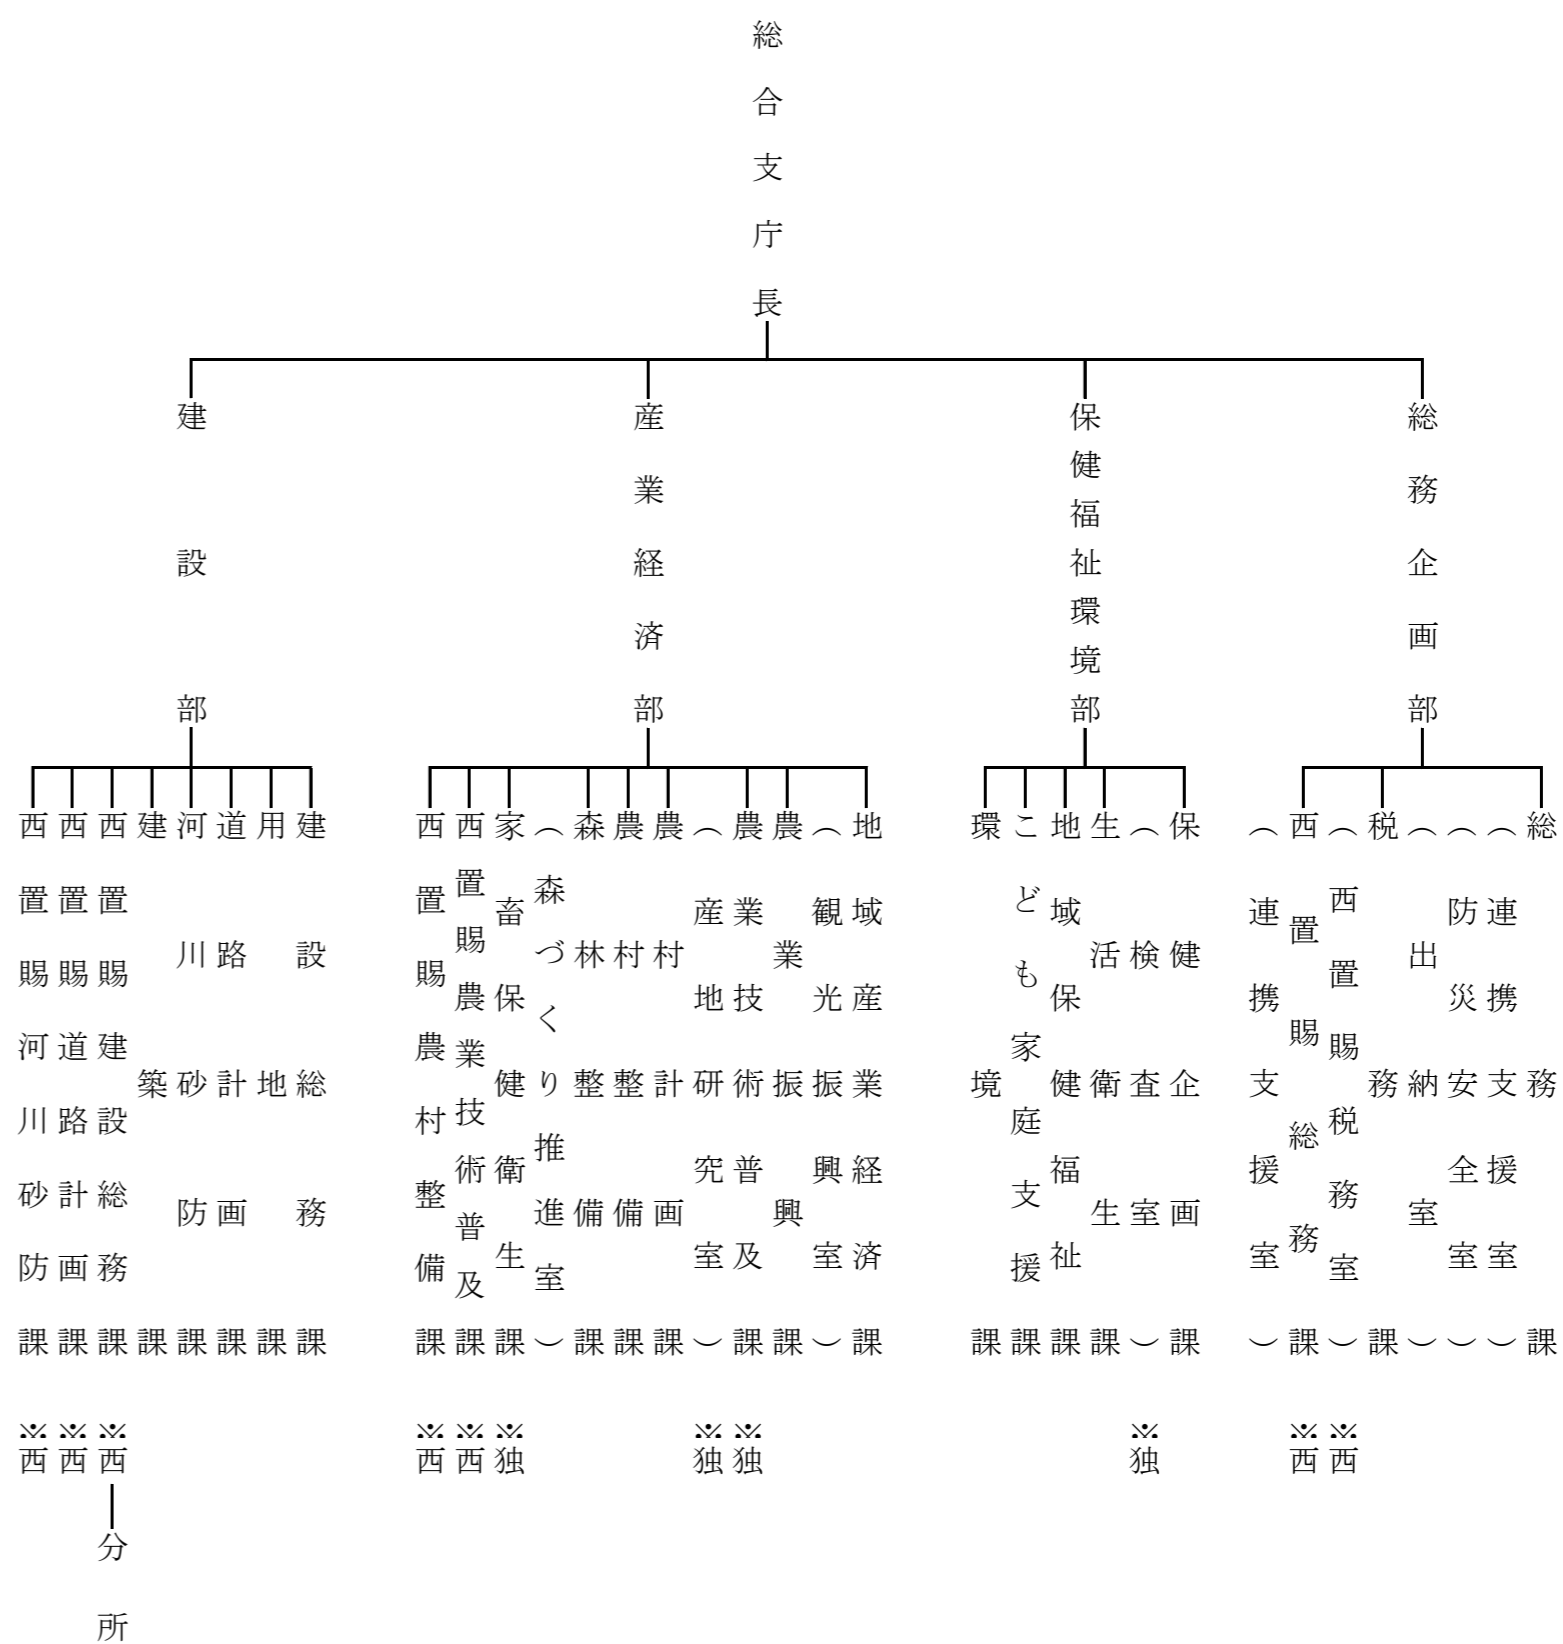 総合支庁長
総務企画部
総務課
（連携支援室）
（防災安全室）
（出納室）
税務課
（西置賜税務室）※西
西置賜総務課※西
（連携支援室）
保健福祉環境部
保健企画課
（検査室）※独
生活衛生課
地域保健福祉課
こども家庭支援課
環境課
産業経済部
地域産業経済課
（観光振興室）
農業振興課
農業技術普及課※独
（産地研究室）※独
農村計画課
農村整備課
森林整備課
（森づくり推進室）
家畜保健衛生課※独
西置賜農業技術普及課※西
西置賜農村整備課※西
建設部
建設総務課
用地課
道路計画課
河川砂防課
建築課
西置賜建設総務課※西
分所
西置賜道路計画課※西
西置賜河川砂防課※西